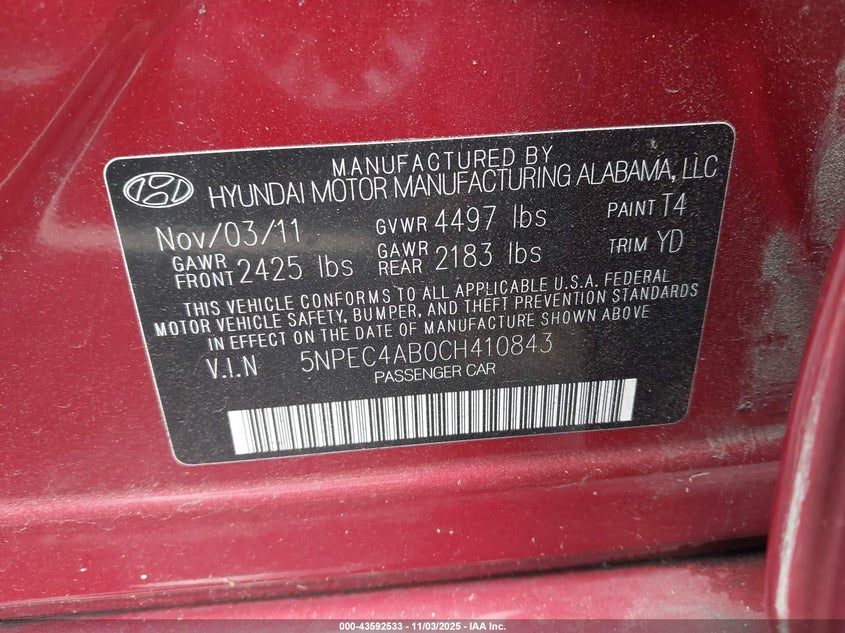 MANUFACTURED BY
HYUNDAI MOTOR MANUFACTURING ALABAMA, LLC
Nov/03/11 GVWR 4497 lbs PAINT T4
GAWR FRONT 2425 lbs GAWR REAR 2183 lbs TRIM YD
THIS VEHICLE CONFORMS TO ALL APPLICABLE U.S.A. FEDERAL
MOTOR VEHICLE SAFETY, BUMPER, AND THEFT PREVENTION STANDARDS
IN EFFECT ON THE DATE OF MANUFACTURE SHOWN ABOVE
V.I.N 5NPEC4AB0CH410843
PASSENGER CAR
000-43592533 - 11/03/2025 - IAA Inc.